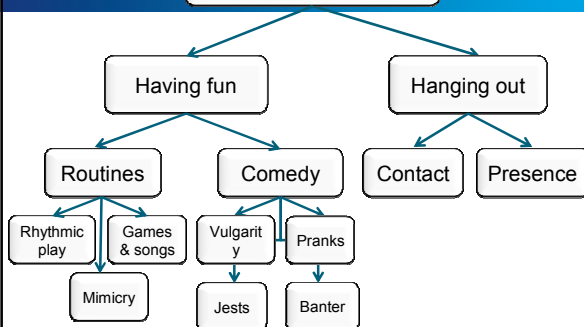 Having fun
Hanging out
Routines
Comedy
Contact
Presence
Rhythmic
play
Games
& songs
Vulgarit
y
Pranks
Mimicry
Jests
Banter